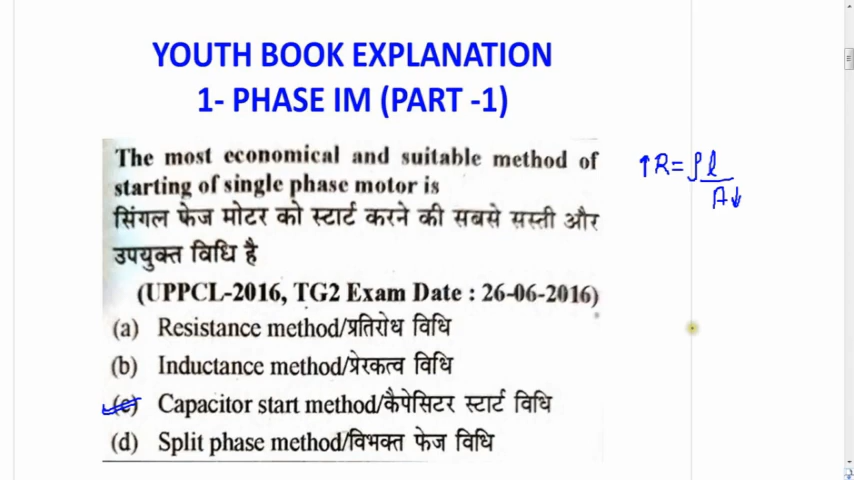 YOUTH BOOK EXPLANATION
1- PHASE IM (PART -1)
The most economical and suitable method of
starting of single phase motor is
सिंगल फेज मोटर को स्टार्ट करने की सबसे सस्ती और
उपयुक्त विधि है
(UPPCL-2016, TG2 Exam Date : 26-06-2016)
(a) Resistance method/प्रतिरोध विधि
(b) Inductance method/प्रेरकत्व विधि
(c) Capacitor start method/कैपेसिटर स्टार्ट विधि
(d) Split phase method/विभक्त फेज विधि
↑R=ρl
A↓